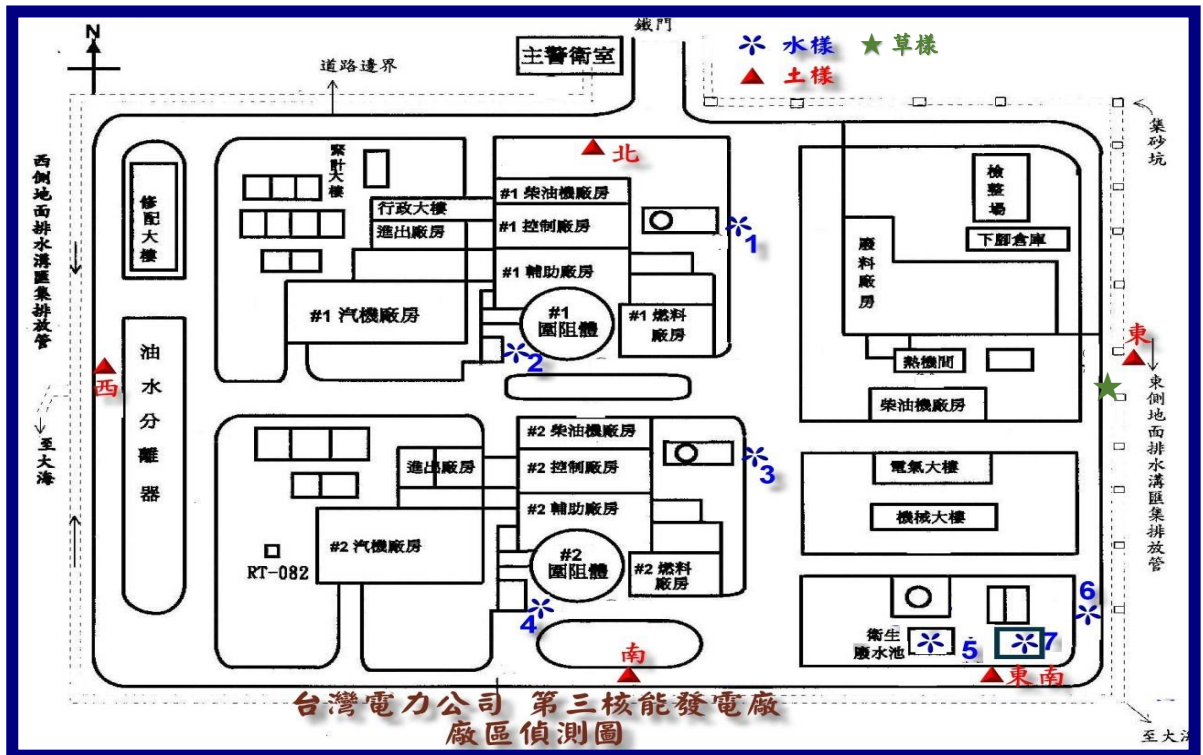 鐵門
N
主警衛室
水樣
草樣
土樣
道路邊界
集砂坑
西側地面排水溝匯集排放管
修配大樓
緊計大樓
北
檢整場
#1 柴油機廠房
行政大樓
#1 控制廠房
進出廠房
1
下腳倉庫
廢料廠房
#1 輔助廠房
#1 汽機廠房
#1
圍阻體
#1 燃料
廠房
2
東
熱機間
西
油水分離器
柴油機廠房
東側地面排水溝匯集排放管
至大海
#2 柴油機廠房
3
進出廠房
#2 控制廠房
電氣大樓
#2 輔助廠房
機械大樓
#2 汽機廠房
#2
圍阻體
#2 燃料
廠房
RT-082
4
6
衛生
廢水池
5
7
南
東南
台灣電力公司 第三核能發電廠
廠區偵測圖
至大海